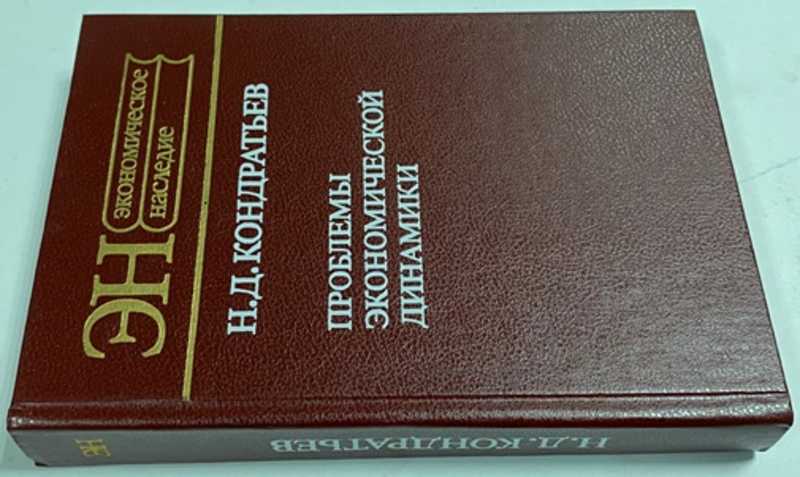 ЭН
экономическое
наследие
Н.Д. КОНДРАТЬЕВ
ПРОБЛЕМЫ
ЭКОНОМИЧЕСКОЙ
ДИНАМИКИ
ЭН
Н.Д. КОНДРАТЬЕВ